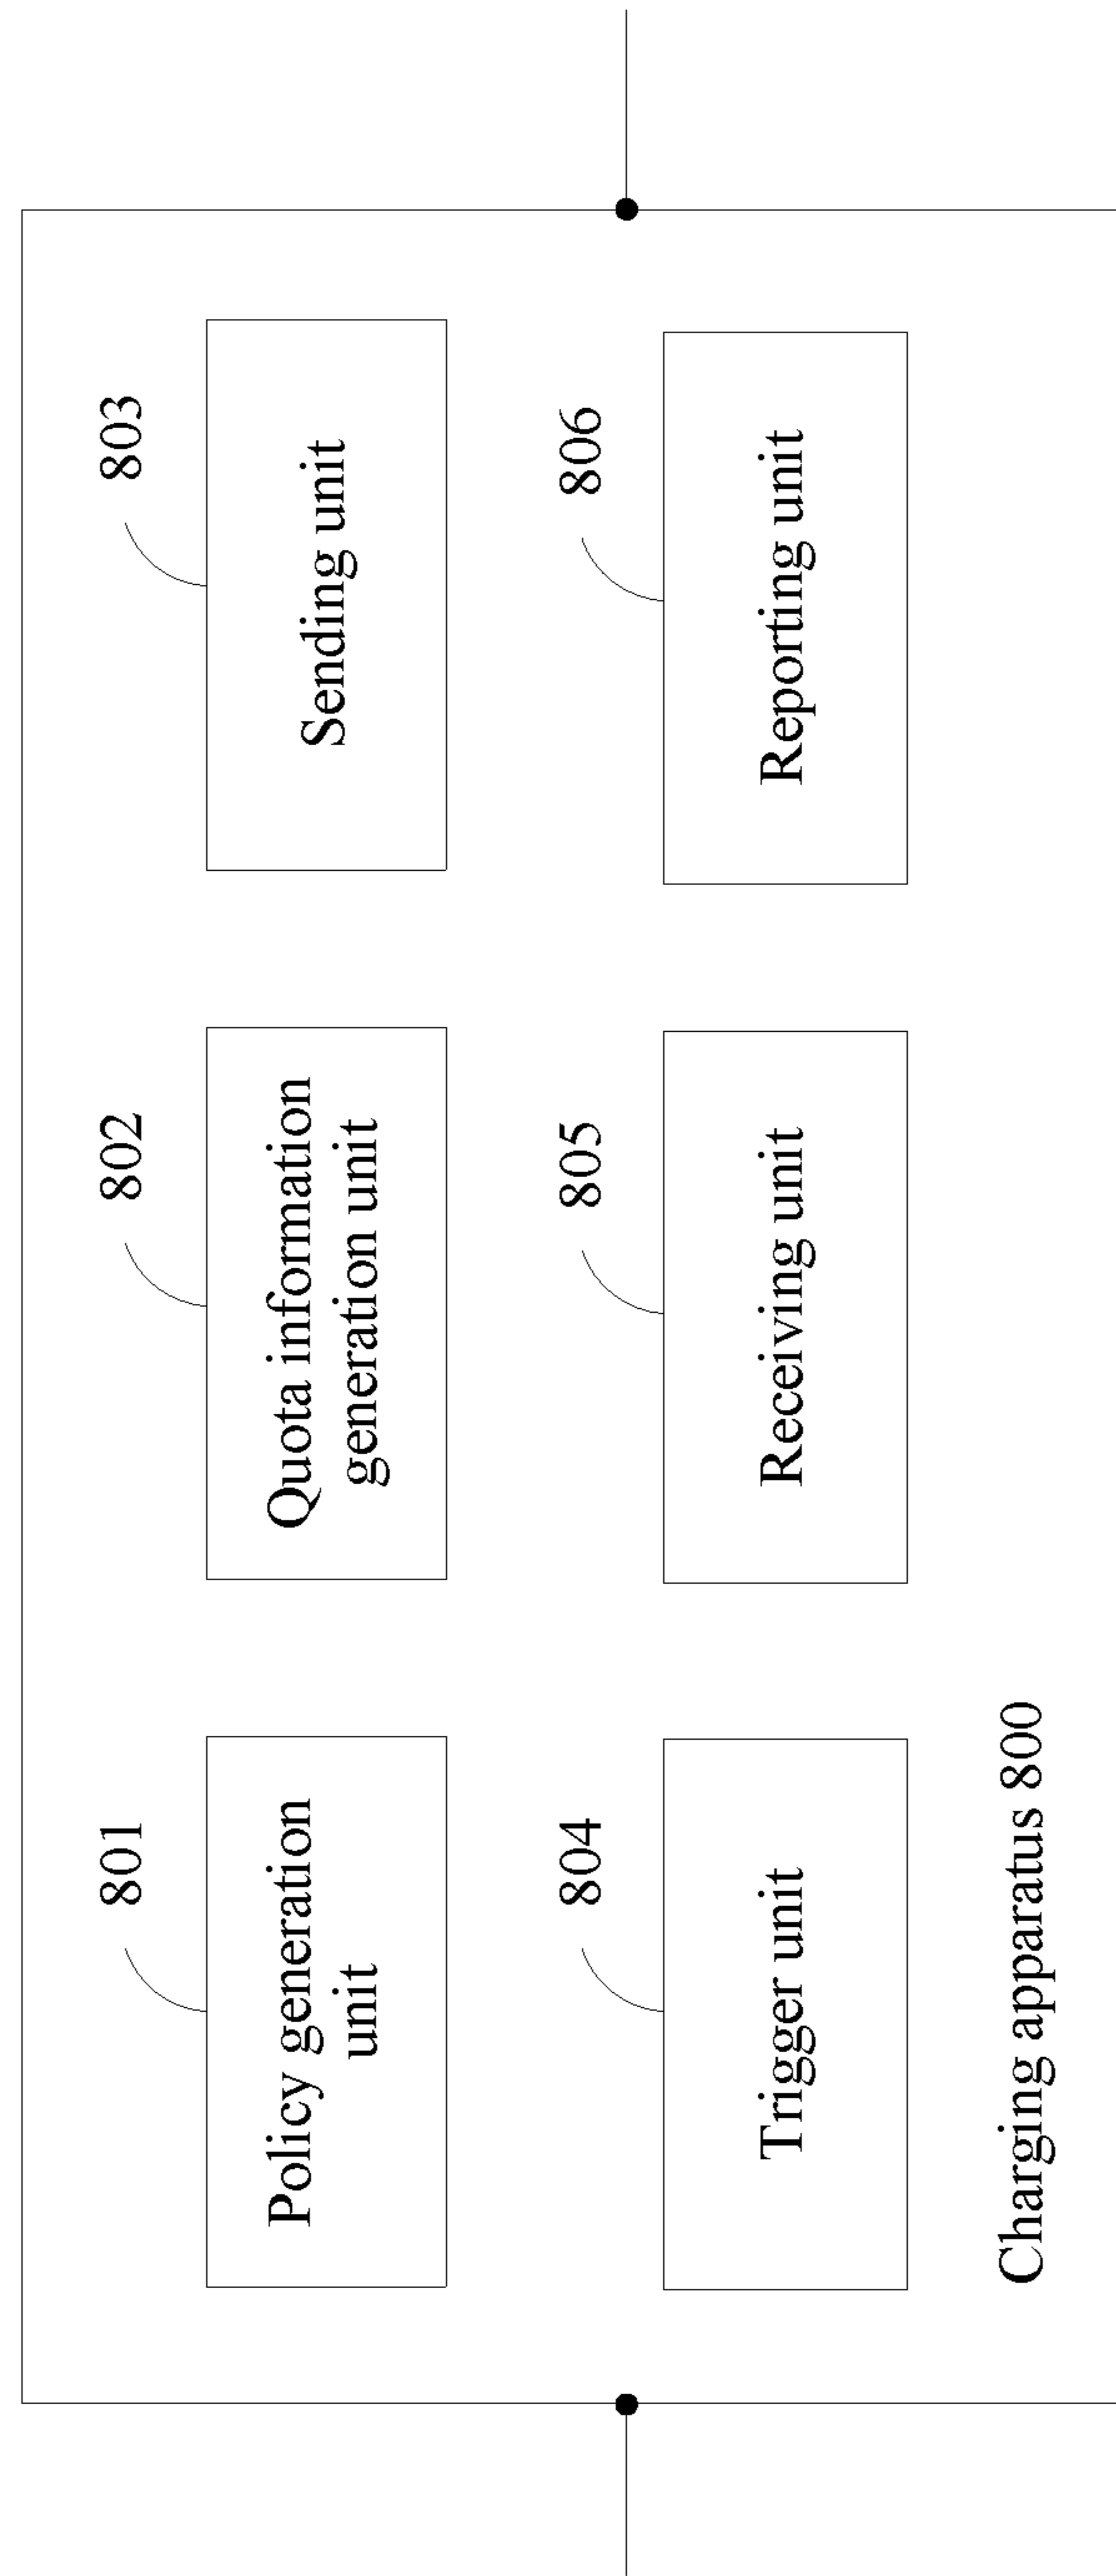 801
Policy generation
unit
802
Quota information
generation unit
803
Sending unit
804
Trigger unit
805
Receiving unit
806
Reporting unit
Charging apparatus 800